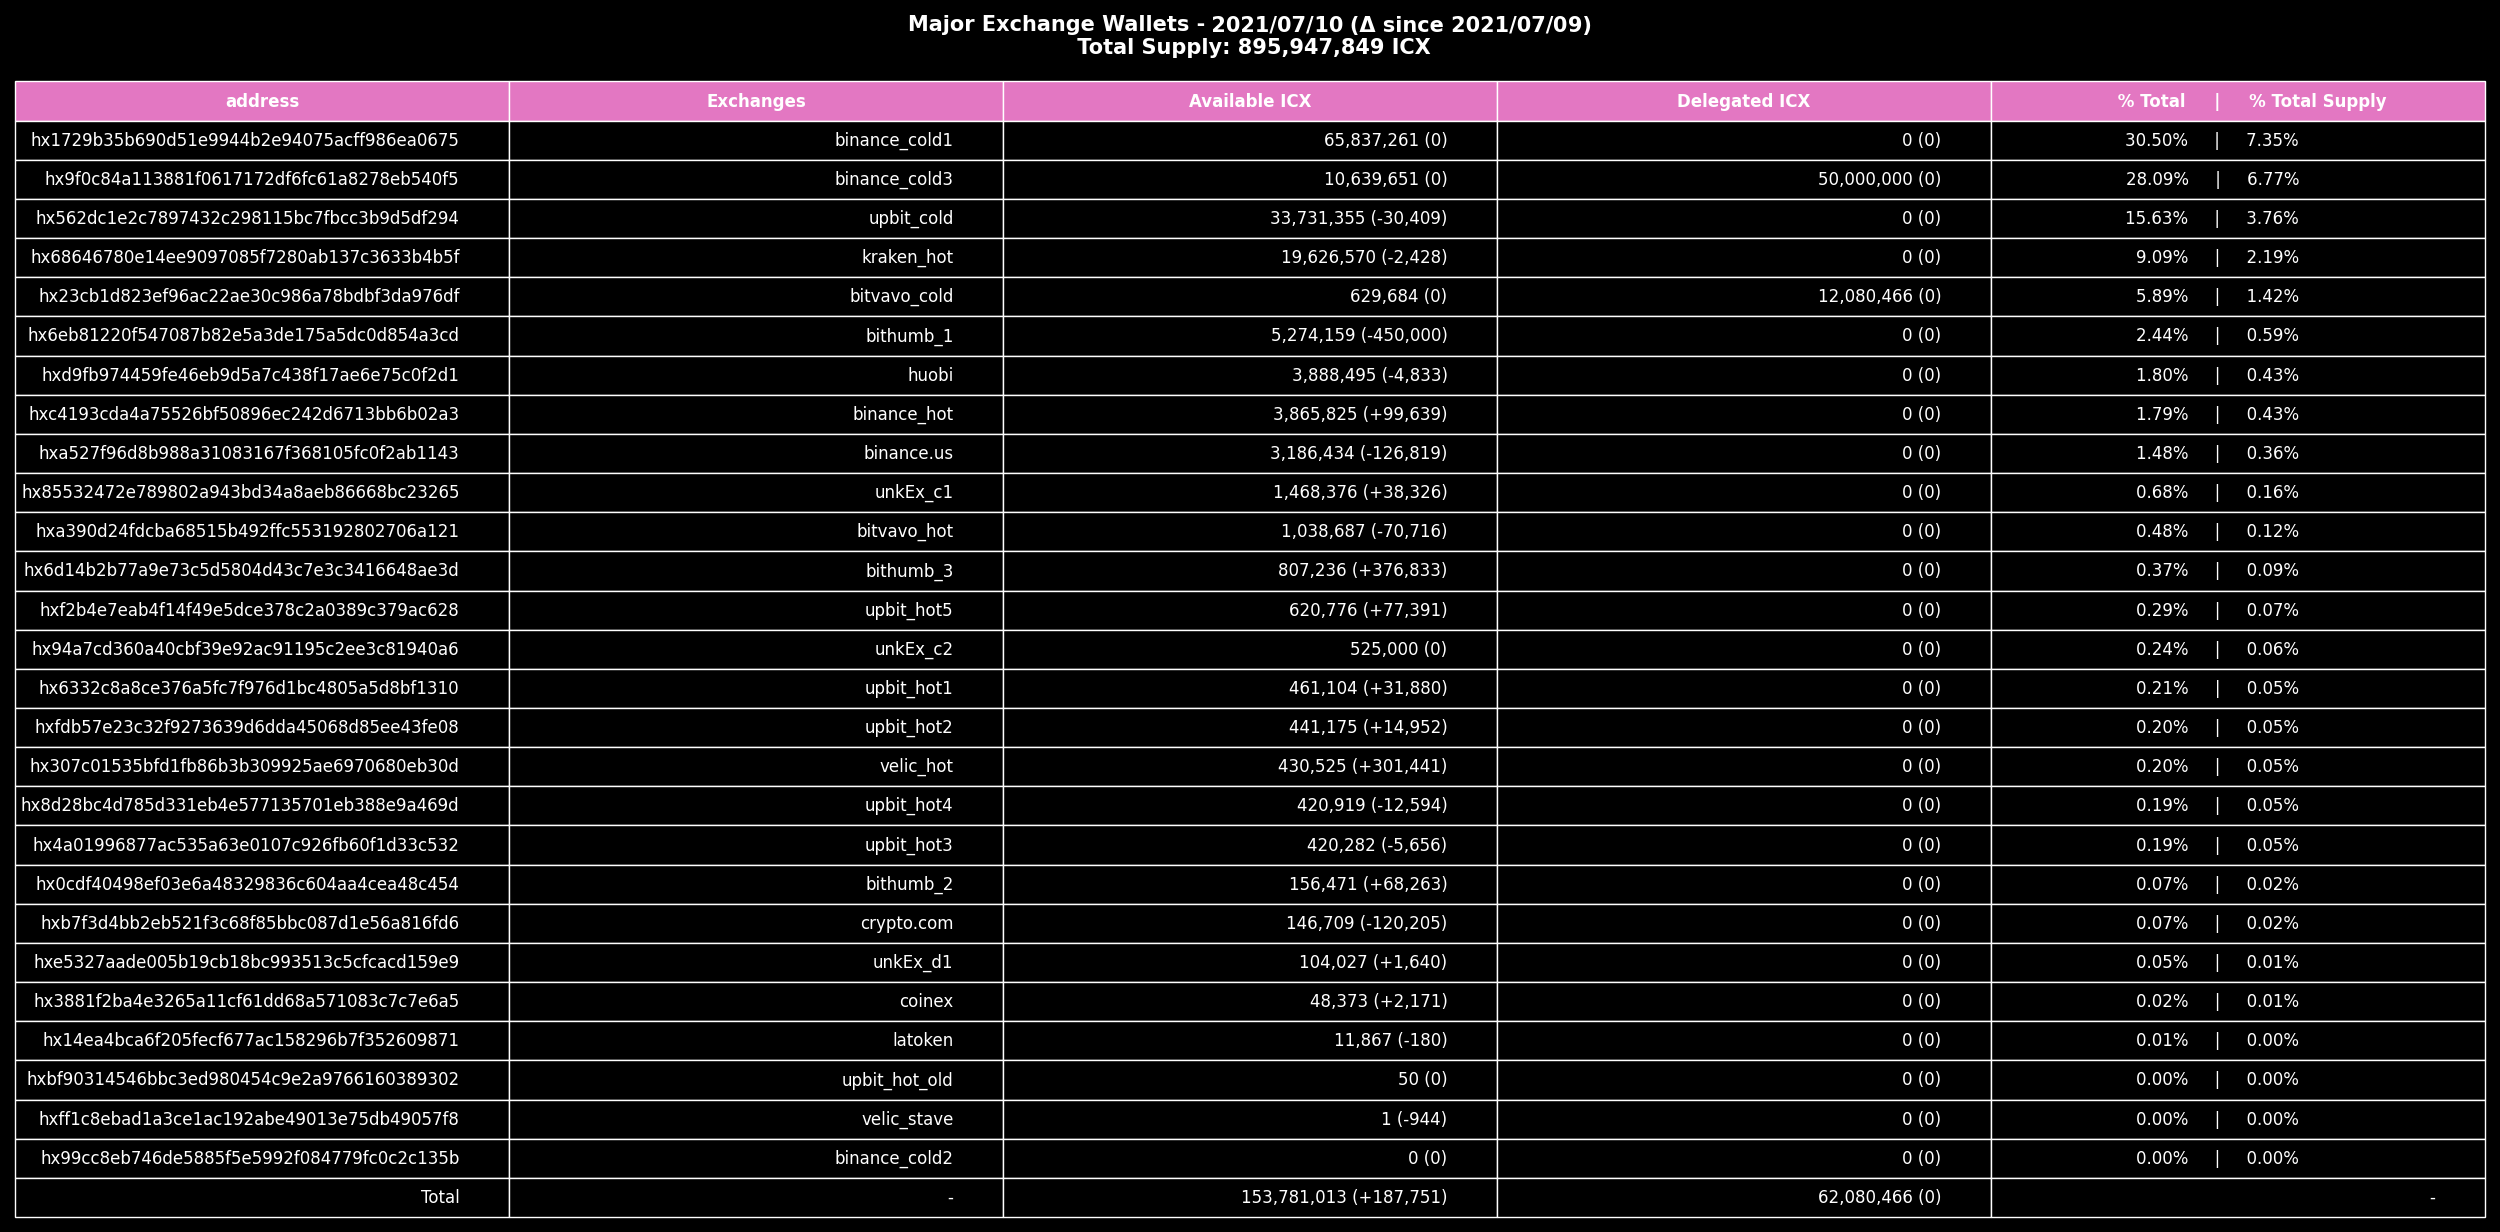 Major Exchange Wallets - 2021/07/10 (Δ since 2021/07/09)
Total Supply: 895,947,849 ICX
address Exchanges Available ICX Delegated ICX % Total | % Total Supply
hx1729b35b690d51e9944b2e94075acff986ea0675 binance_cold1 65,837,261 (0) 0 (0) 30.50% | 7.35%
hx9f0c84a113881f0617172df6fc61a8278eb540f5 binance_cold3 10,639,651 (0) 50,000,000 (0) 28.09% | 6.77%
hx562dc1e2c7897432c298115bc7fbcc3b9d5df294 upbit_cold 33,731,355 (-30,409) 0 (0) 15.63% | 3.76%
hx68646780e14ee9097085f7280ab137c3633b4b5f kraken_hot 19,626,570 (-2,428) 0 (0) 9.09% | 2.19%
hx23cb1d823ef96ac22ae30c986a78bdbf3da976df bitvavo_cold 629,684 (0) 12,080,466 (0) 5.89% | 1.42%
hx6eb81220f547087b82e5a3de175a5dc0d854a3cd bithumb_1 5,274,159 (-450,000) 0 (0) 2.44% | 0.59%
hxd9fb974459fe46eb9d5a7c438f17ae6e75c0f2d1 huobi 3,888,495 (-4,833) 0 (0) 1.80% | 0.43%
hxc4193cda4a75526bf50896ec242d6713bb6b02a3 binance_hot 3,865,825 (+99,639) 0 (0) 1.79% | 0.43%
hxa527f96d8b988a31083167f368105fc0f2ab1143 binance.us 3,186,434 (-126,819) 0 (0) 1.48% | 0.36%
hx85532472e789802a943bd34a8aeb86668bc23265 unkEx_c1 1,468,376 (+38,326) 0 (0) 0.68% | 0.16%
hxa390d24fdcba68515b492ffc553192802706a121 bitvavo_hot 1,038,687 (-70,716) 0 (0) 0.48% | 0.12%
hx6d14b2b77a9e73c5d5804d43c7e3c3416648ae3d bithumb_3 807,236 (+376,833) 0 (0) 0.37% | 0.09%
hxf2b4e7eab4f14f49e5dce378c2a0389c379ac628 upbit_hot5 620,776 (+77,391) 0 (0) 0.29% | 0.07%
hx94a7cd360a40cbf39e92ac91195c2ee3c81940a6 unkEx_c2 525,000 (0) 0 (0) 0.24% | 0.06%
hx6332c8a8ce376a5fc7f976d1bc4805a5d8bf1310 upbit_hot1 461,104 (+31,880) 0 (0) 0.21% | 0.05%
hxfdb57e23c32f9273639d6dda45068d85ee43fe08 upbit_hot2 441,175 (+14,952) 0 (0) 0.20% | 0.05%
hx307c01535bfd1fb86b3b309925ae6970680eb30d velic_hot 430,525 (+301,441) 0 (0) 0.20% | 0.05%
hx8d28bc4d785d331eb4e577135701eb388e9a469d upbit_hot4 420,919 (-12,594) 0 (0) 0.19% | 0.05%
hx4a01996877ac535a63e0107c926fb60f1d33c532 upbit_hot3 420,282 (-5,656) 0 (0) 0.19% | 0.05%
hx0cdf40498ef03e6a48329836c604aa4cea48c454 bithumb_2 156,471 (+68,263) 0 (0) 0.07% | 0.02%
hxb7f3d4bb2eb521f3c68f85bbc087d1e56a816fd6 crypto.com 146,709 (-120,205) 0 (0) 0.07% | 0.02%
hxe5327aade005b19cb18bc993513c5cfcacd159e9 unkEx_d1 104,027 (+1,640) 0 (0) 0.05% | 0.01%
hx3881f2ba4e3265a11cf61dd68a571083c7c7e6a5 coinex 48,373 (+2,171) 0 (0) 0.02% | 0.01%
hx14ea4bca6f205fecf677ac158296b7f352609871 latoken 11,867 (-180) 0 (0) 0.01% | 0.00%
hxbf90314546bbc3ed980454c9e2a9766160389302 upbit_hot_old 50 (0) 0 (0) 0.00% | 0.00%
hxff1c8ebad1a3ce1ac192abe49013e75db49057f8 velic_stave 1 (-944) 0 (0) 0.00% | 0.00%
hx99cc8eb746de5885f5e5992f084779fc0c2c135b binance_cold2 0 (0) 0 (0) 0.00% | 0.00%
Total - 153,781,013 (+187,751) 62,080,466 (0) -